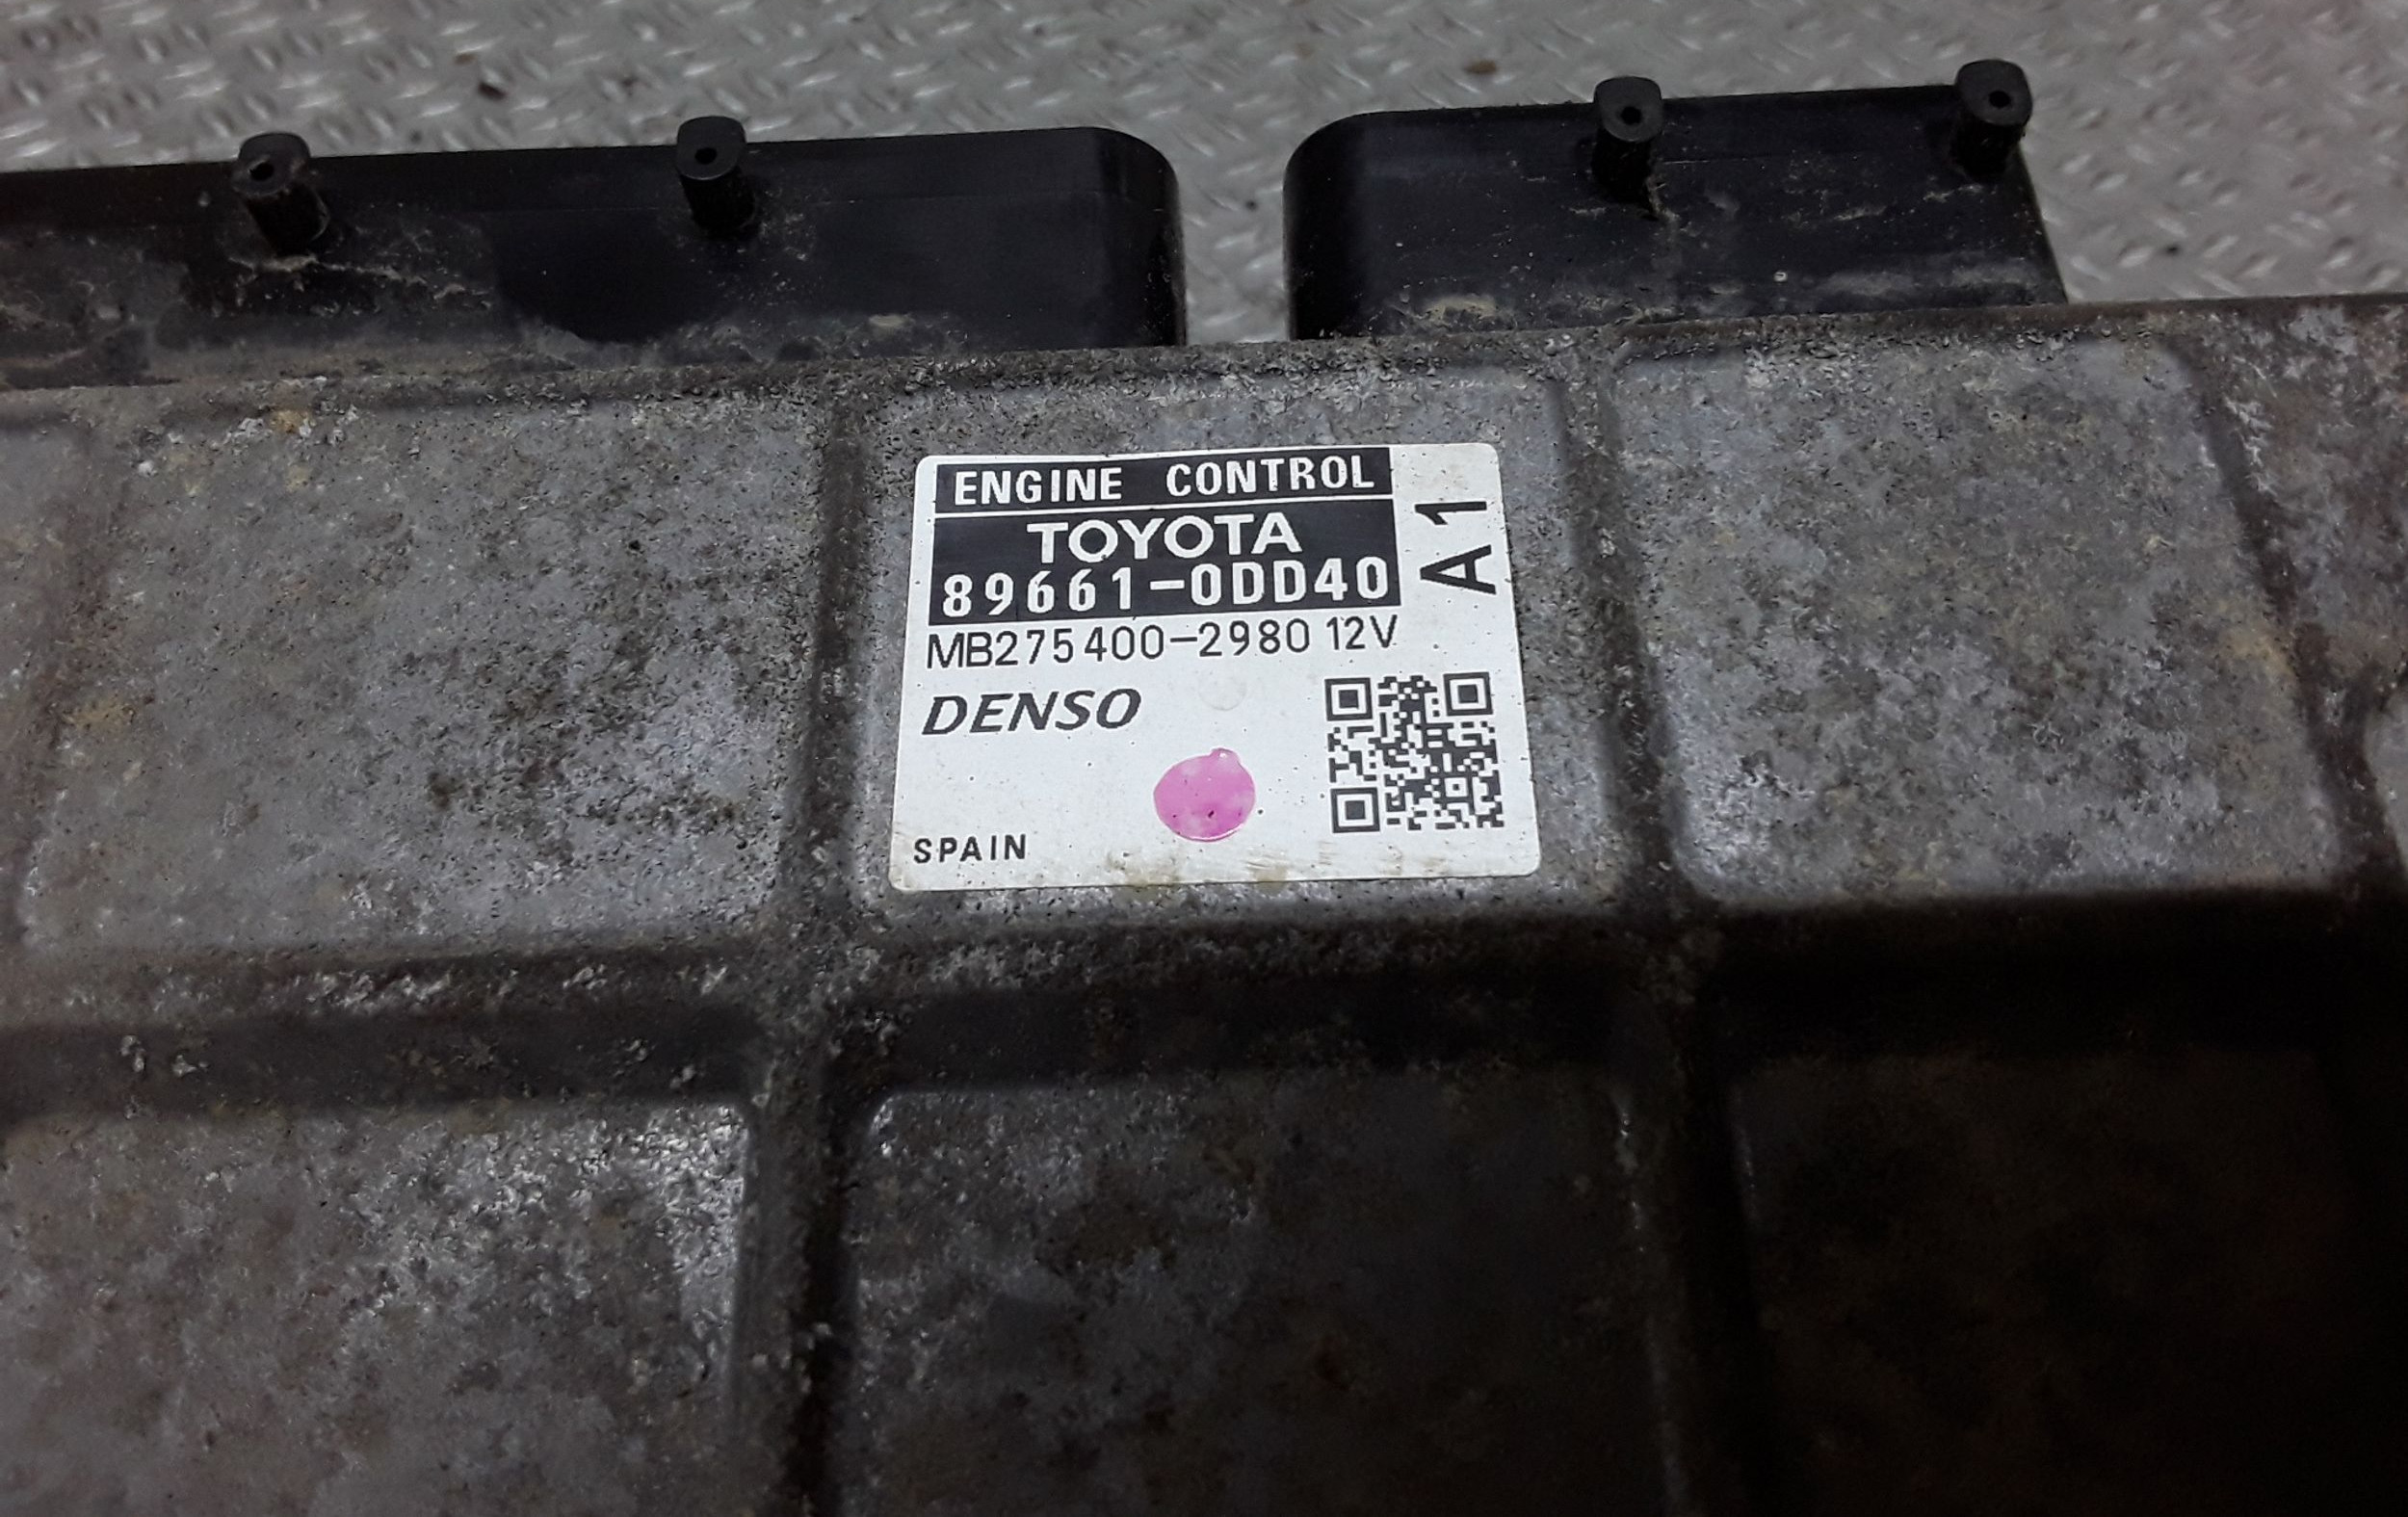 ENGINE CONTROL
TOYOTA
89661-0DD40
A1
MB275400-2980 12V
DENSO
SPAIN